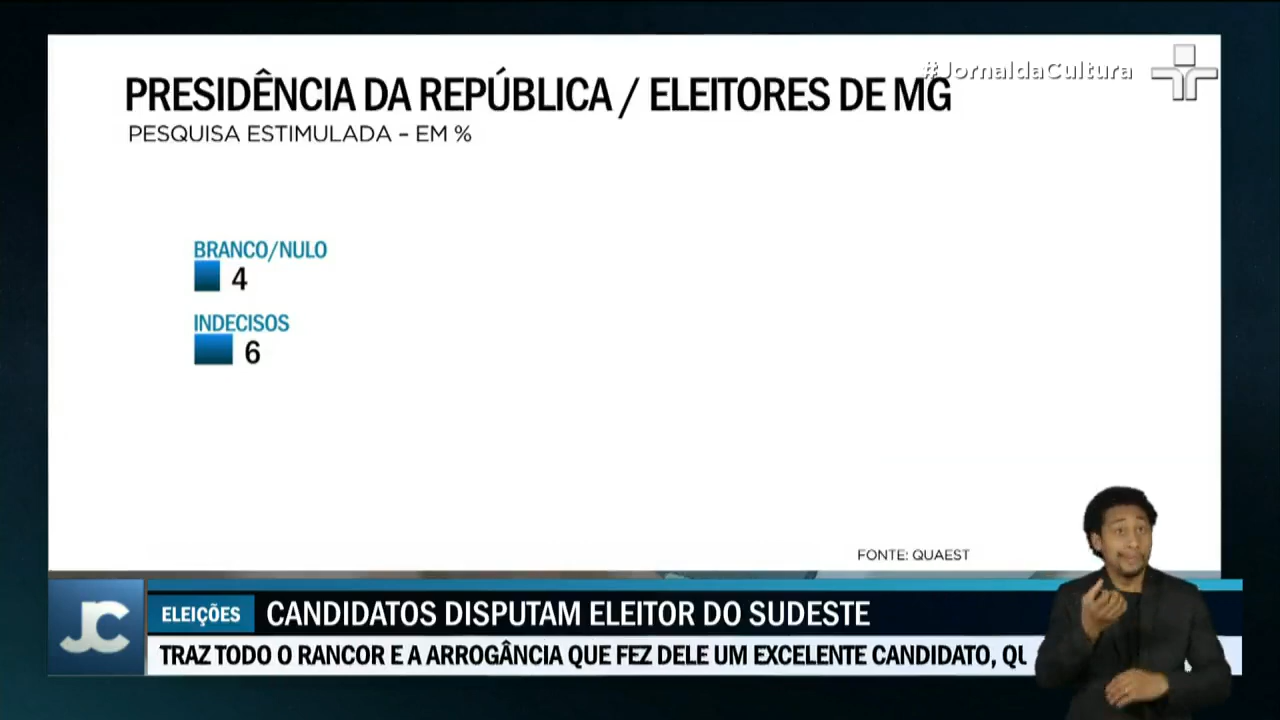 #JornaldaCultura
PRESIDÊNCIA DA REPÚBLICA / ELEITORES DE MG
PESQUISA ESTIMULADA – EM %
BRANCO/NULO
4
INDECISOS
6
FONTE: QUAEST
JC
ELEIÇÕES
CANDIDATOS DISPUTAM ELEITOR DO SUDESTE
TRAZ TODO O RANCOR E A ARROGÂNCIA QUE FEZ DELE UM EXCELENTE CANDIDATO, QU